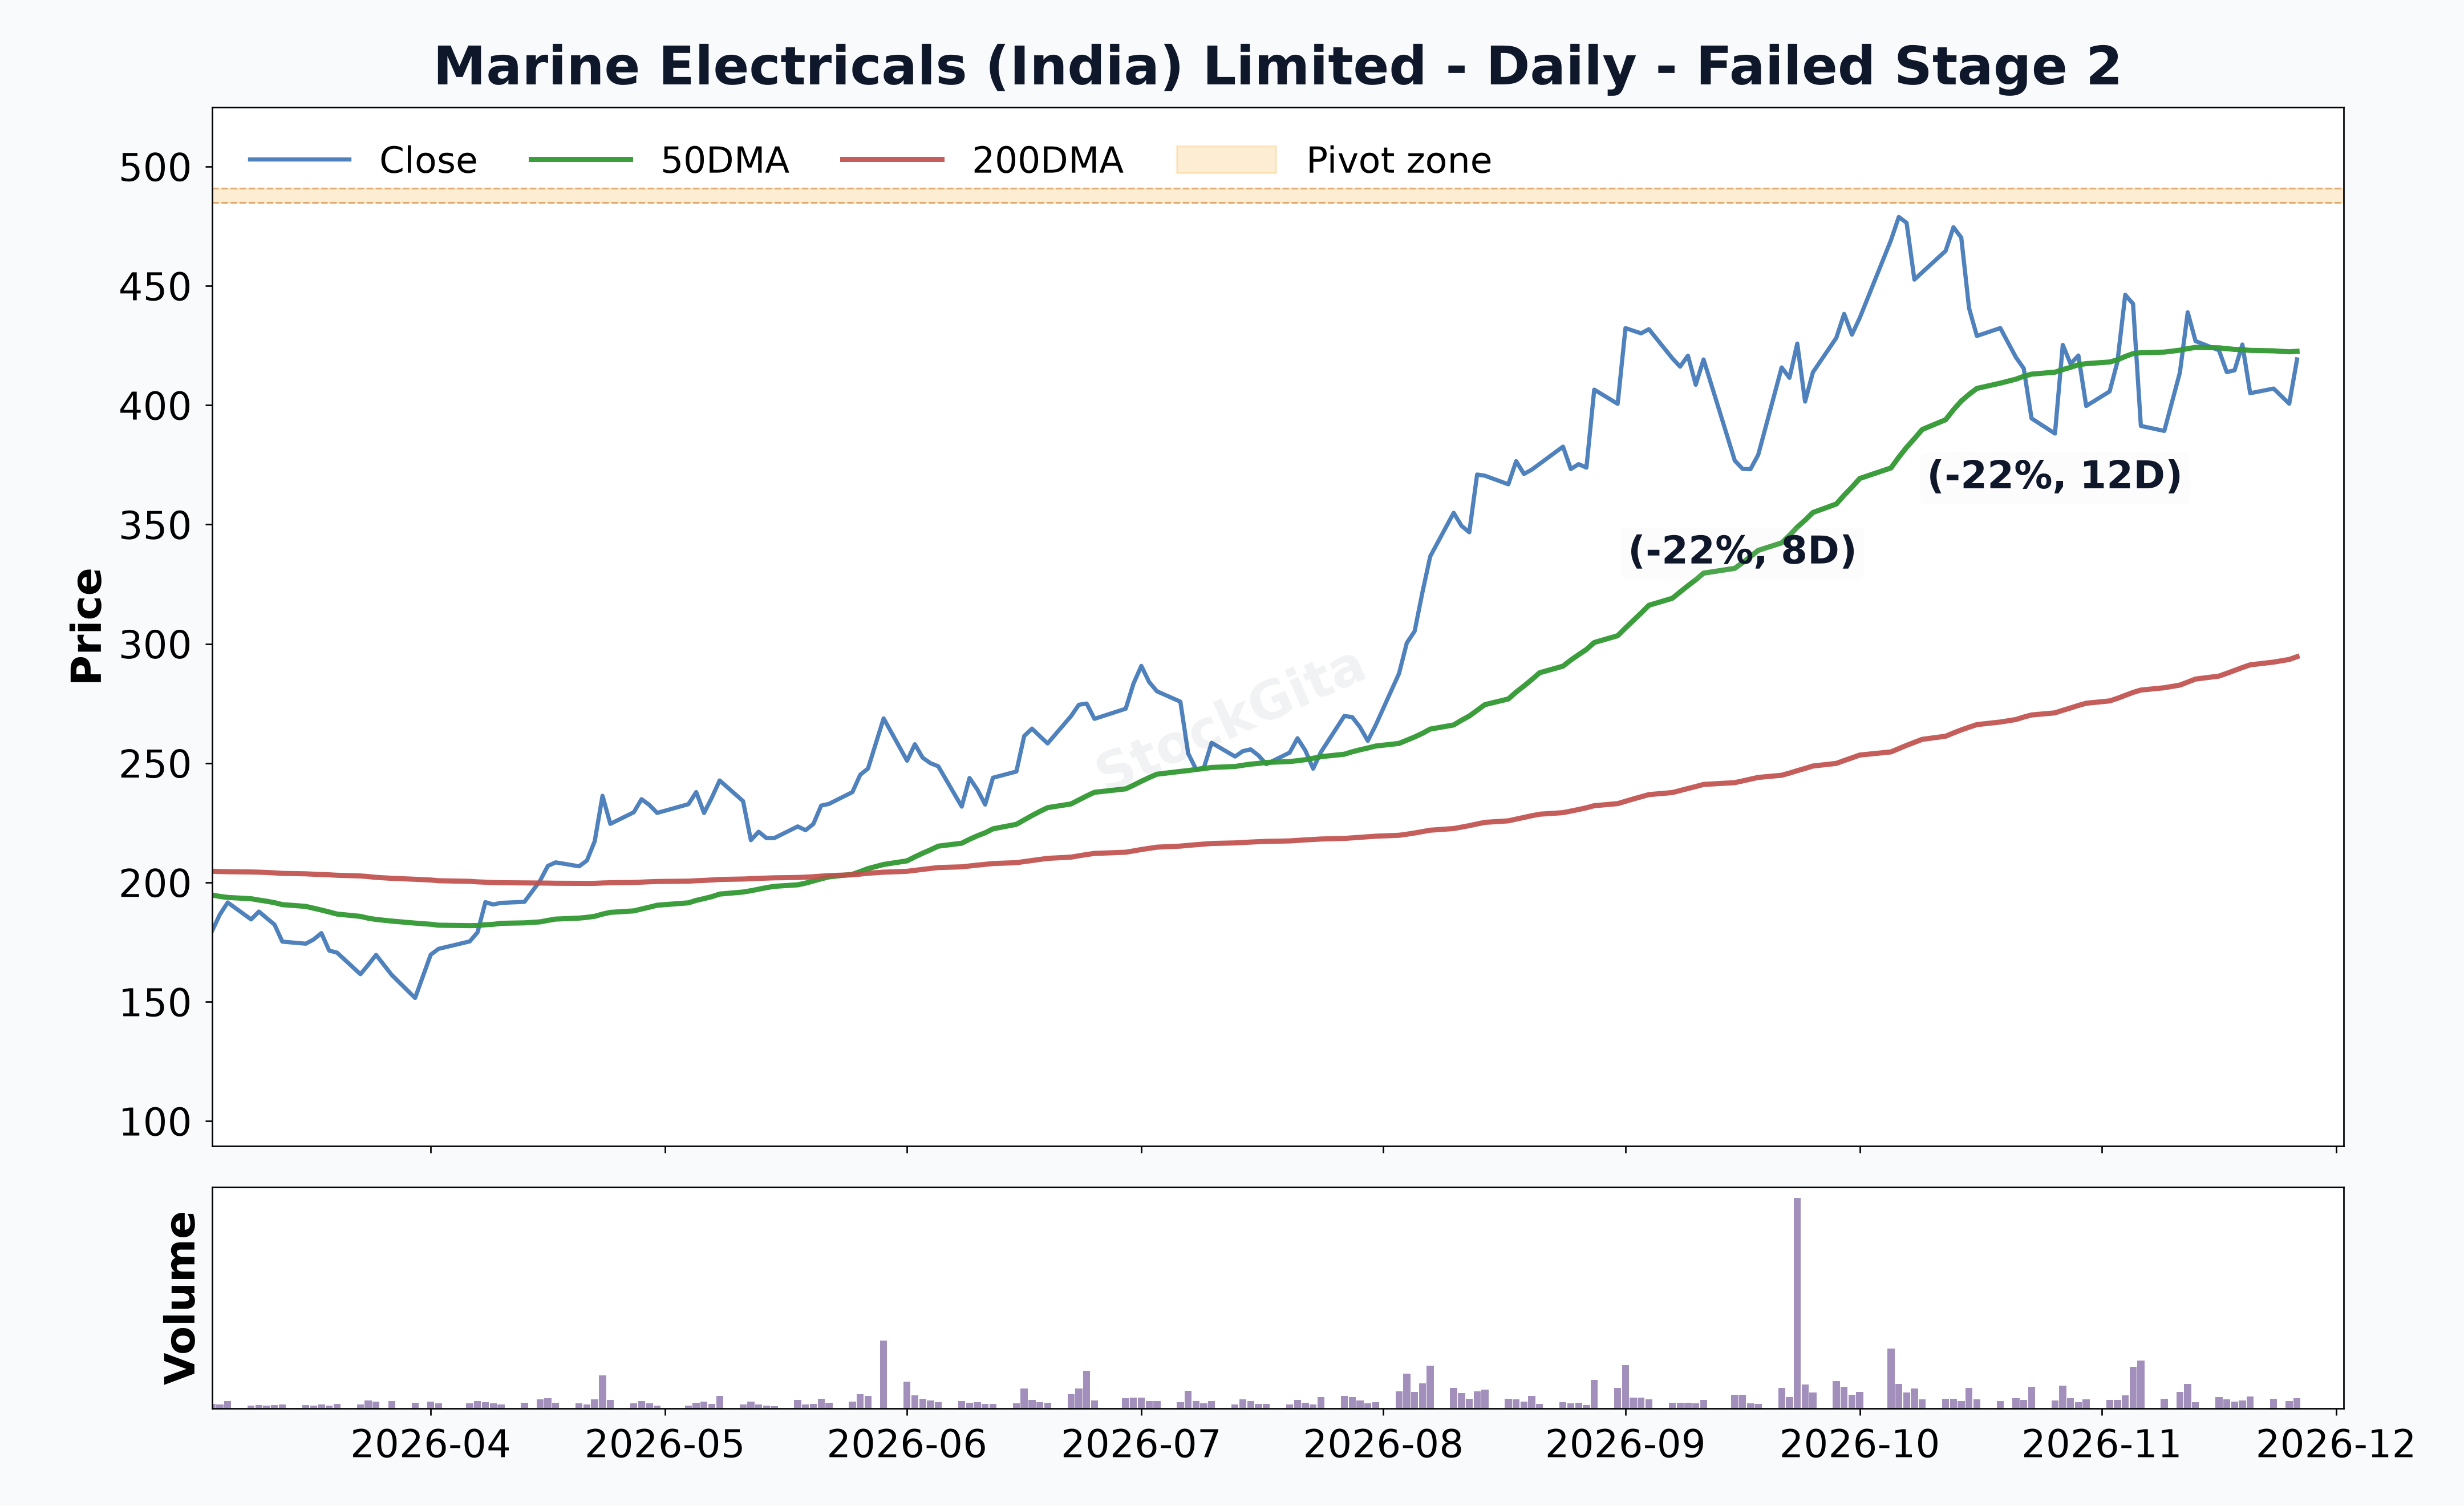 Marine Electricals (India) Limited - Daily - Failed Stage 2
Close
50DMA
200DMA
Pivot zone
Price
500
450
400
350
300
250
200
150
100
(-22%, 12D)
(-22%, 8D)
StockGita
Volume
2026-04
2026-05
2026-06
2026-07
2026-08
2026-09
2026-10
2026-11
2026-12